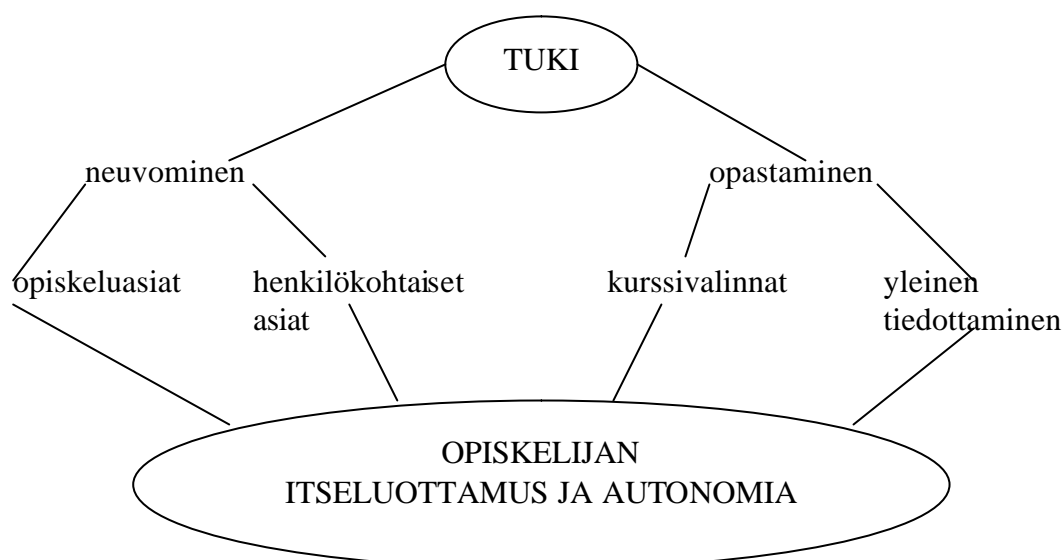 TUKI
neuvominen
opastaminen
opiskeluasiat
henkilökohtaiset
asiat
kurssivalinnat
yleinen
tiedottaminen
OPISKELIJAN
ITSELUOTTAMUS JA AUTONOMIA